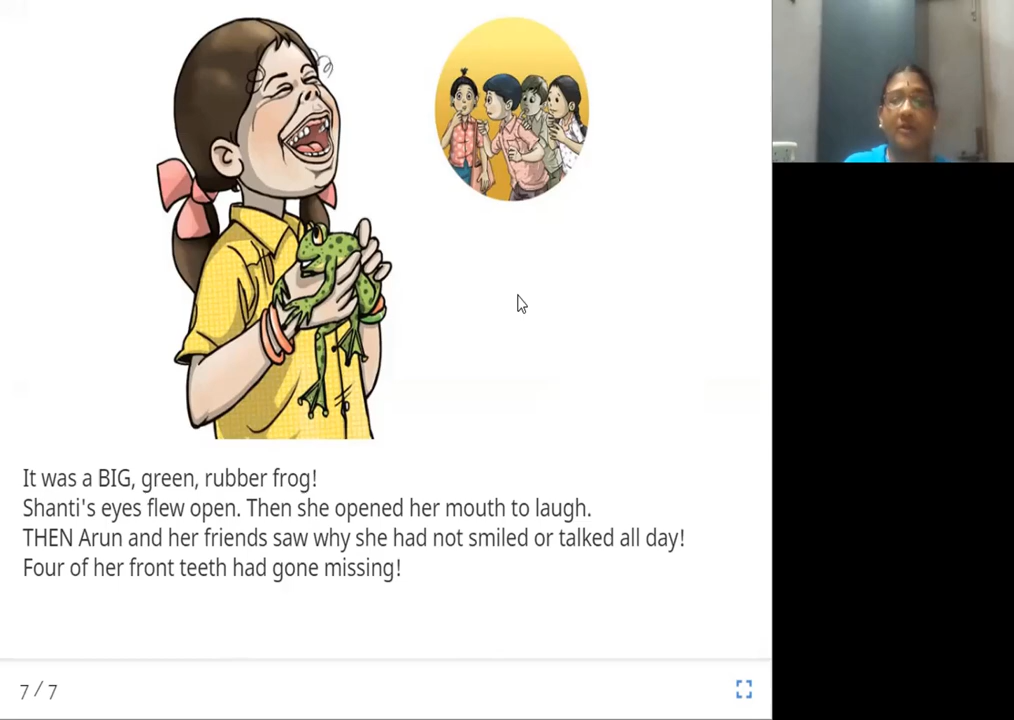 It was a BIG, green, rubber frog!
Shanti's eyes flew open. Then she opened her mouth to laugh.
THEN Arun and her friends saw why she had not smiled or talked all day!
Four of her front teeth had gone missing!
7 / 7